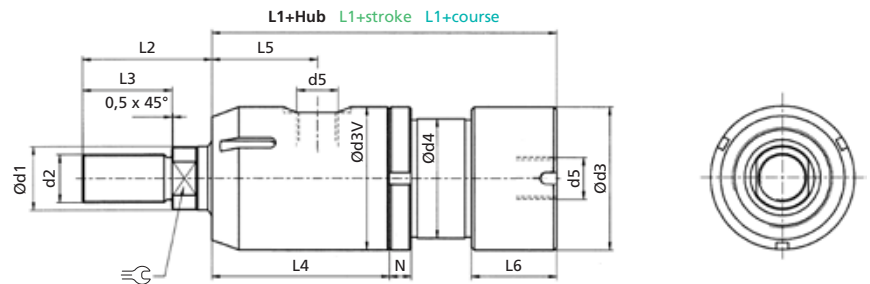 L1+Hub L1+stroke L1+course
L2
L5
L3
d5
0,5 x 45°
Ød1
d2
Ød3V
Ød4
d5
Ød3
L4
N
L6